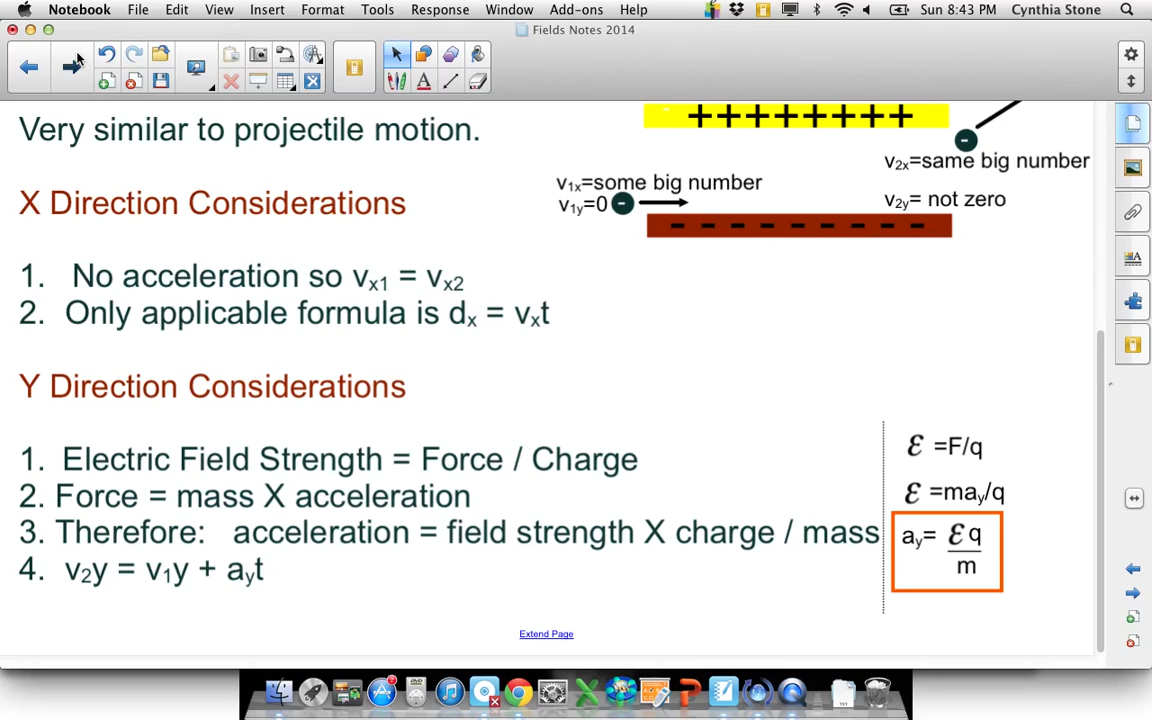 Notebook File Edit View Insert Format Tools Response Window Add-ons Help Sun 8:43 PM Cynthia Stone
Fields Notes 2014
Very similar to projectile motion.
+ + + + + + + +
-
v2x=same big number
v1x=some big number
v1y=0 -
v2y= not zero
- - - - - - - - -
X Direction Considerations
1. No acceleration so vx1 = vx2
2. Only applicable formula is dx = vxt
Y Direction Considerations
1. Electric Field Strength = Force / Charge
2. Force = mass X acceleration
3. Therefore: acceleration = field strength X charge / mass
4. v2y = v1y + ayt
ℰ =F/q
ℰ =may/q
ay= ℰq
m
Extend Page